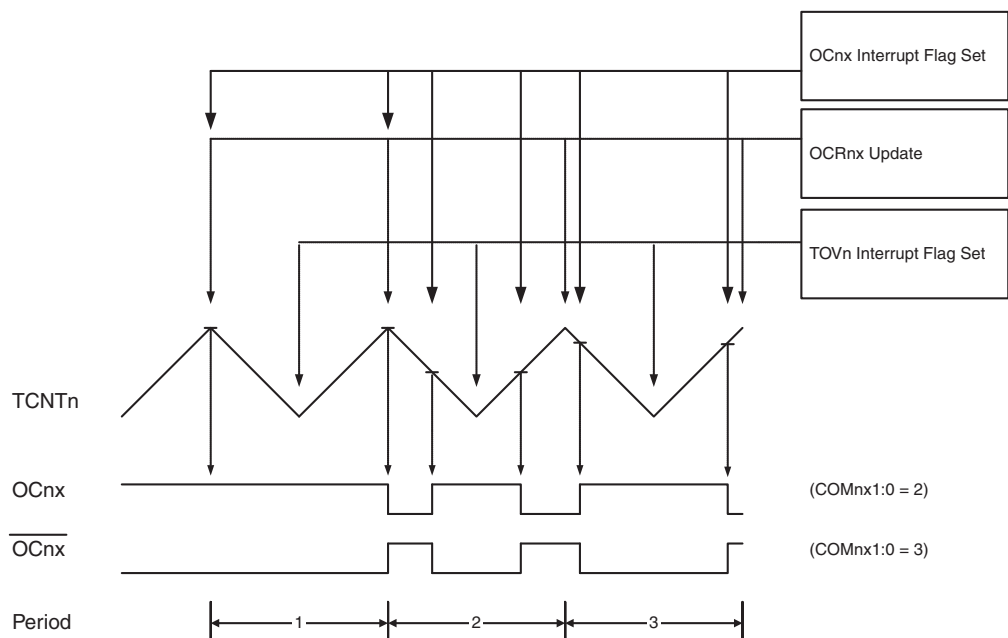 OCnx Interrupt Flag Set
OCRnx Update
TOVn Interrupt Flag Set
TCNTn
OCnx
(COMnx1:0 = 2)
OCnx
(COMnx1:0 = 3)
Period
1
2
3